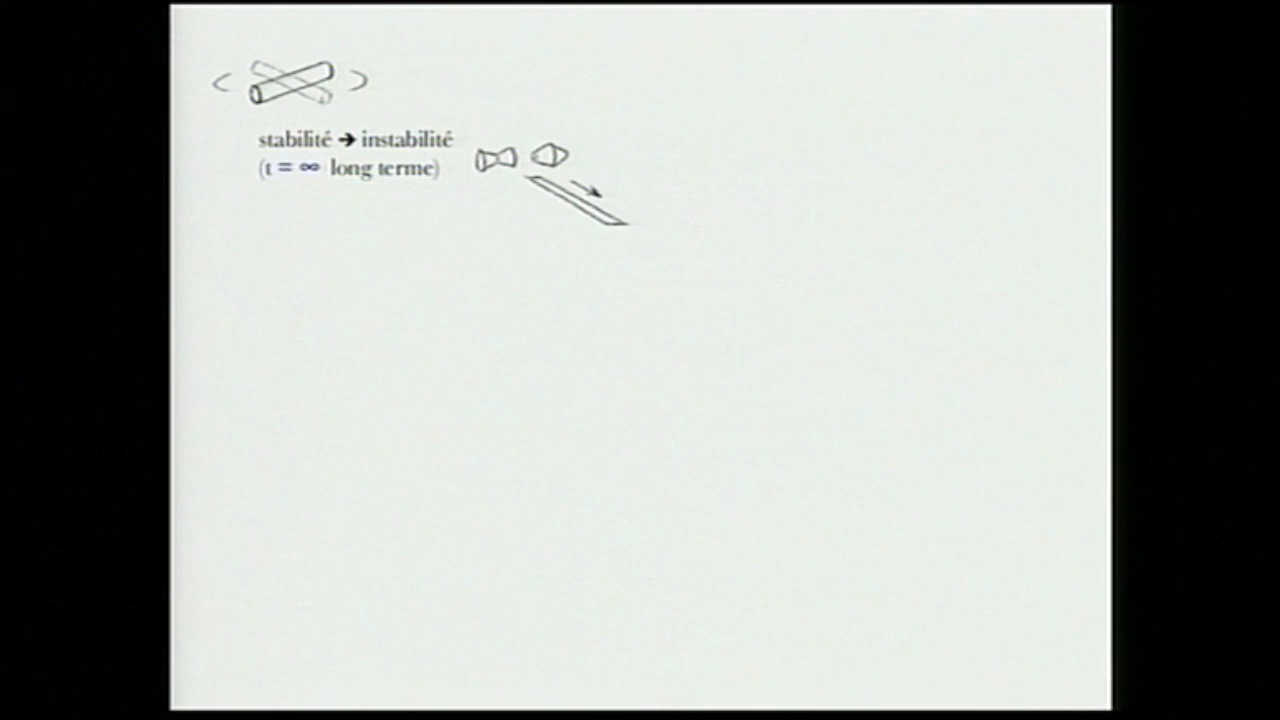 stabilité ➔ instabilité
(t = ∞ long terme)